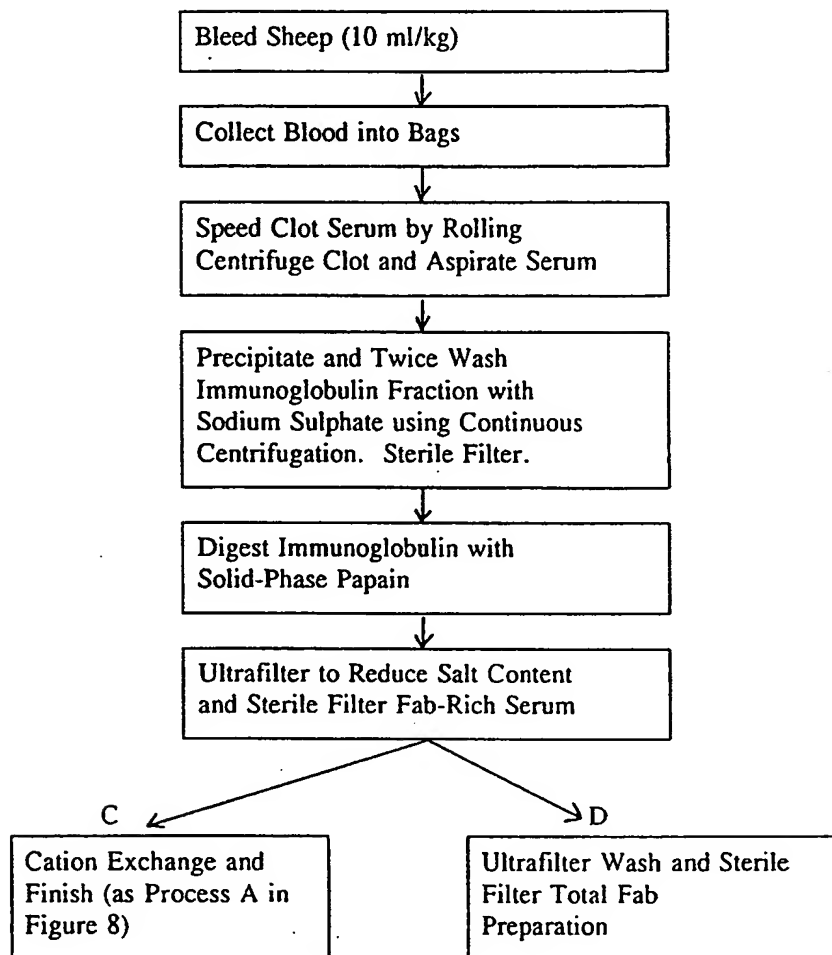 Bleed Sheep (10 ml/kg)
Collect Blood into Bags
Speed Clot Serum by Rolling
Centrifuge Clot and Aspirate Serum
Precipitate and Twice Wash
Immunoglobulin Fraction with
Sodium Sulphate using Continuous
Centrifugation. Sterile Filter.
Digest Immunoglobulin with
Solid-Phase Papain
Ultrafilter to Reduce Salt Content
and Sterile Filter Fab-Rich Serum
C
Cation Exchange and
Finish (as Process A in
Figure 8)
D
Ultrafilter Wash and Sterile
Filter Total Fab
Preparation